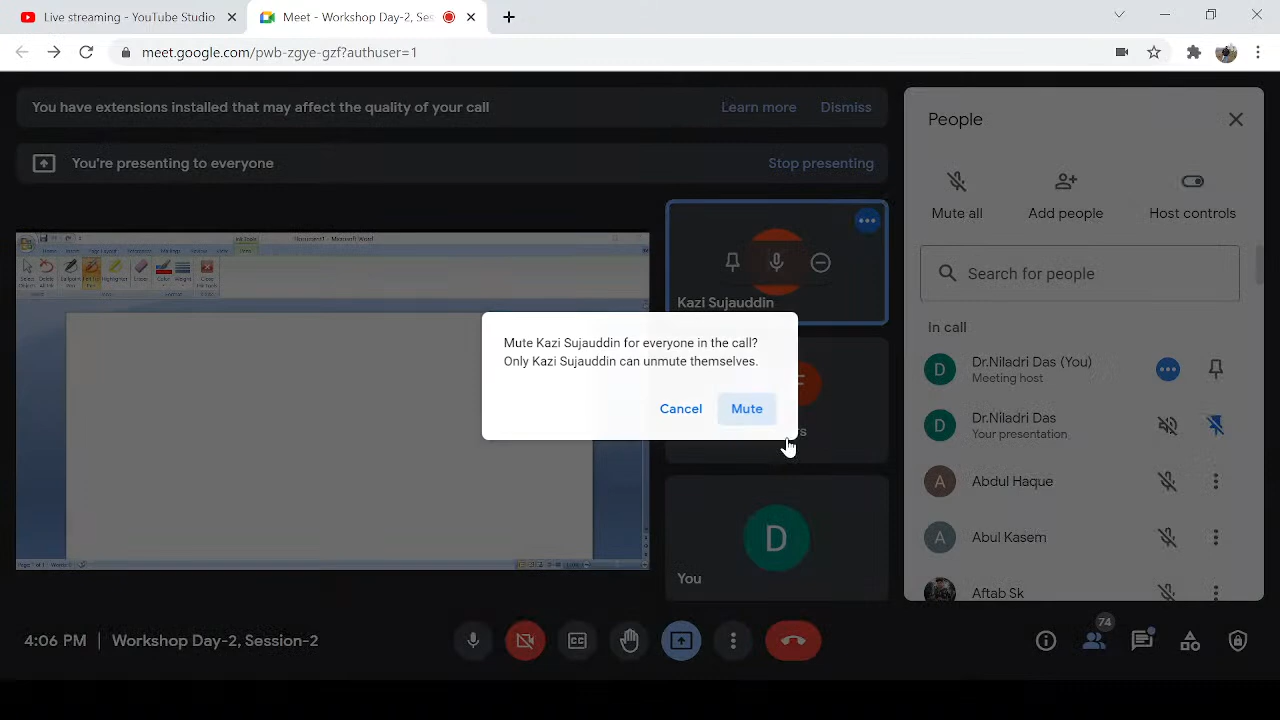 Live streaming - YouTube Studio
Meet - Workshop Day-2, Ses
meet.google.com/pwb-zgye-gzf?authuser=1
You have extensions installed that may affect the quality of your call
Learn more
Dismiss
You're presenting to everyone
Stop presenting
Document1 - Microsoft Word
Kazi Sujauddin
Mute Kazi Sujauddin for everyone in the call?
Only Kazi Sujauddin can unmute themselves.
Cancel
Mute
rs
D
You
People
Mute all
Add people
Host controls
Search for people
In call
D
Dr.Niladri Das (You)
Meeting host
D
Dr.Niladri Das
Your presentation
A
Abdul Haque
A
Abul Kasem
Aftab Sk
4:06 PM | Workshop Day-2, Session-2
74